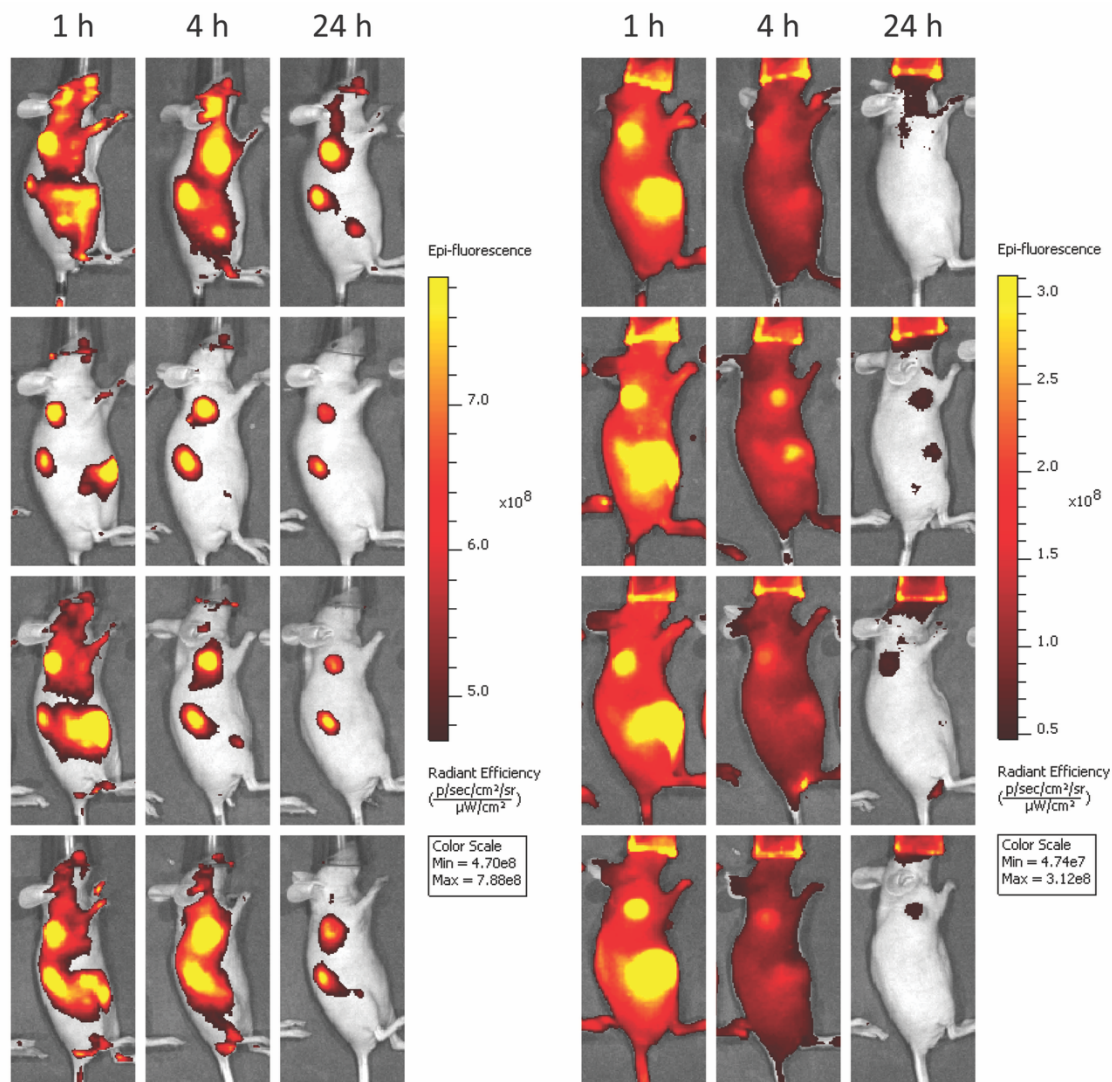 1 h 4 h 24 h 1 h 4 h 24 h
Epi-fluorescence
7.0
x10⁸
6.0
5.0
Radiant Efficiency
(p/sec/cm²/sr
μW/cm²)
Color Scale
Min = 4.70e8
Max = 7.88e8
Epi-fluorescence
3.0
2.5
2.0
x10⁸
1.5
1.0
0.5
Radiant Efficiency
(p/sec/cm²/sr
μW/cm²)
Color Scale
Min = 4.74e7
Max = 3.12e8